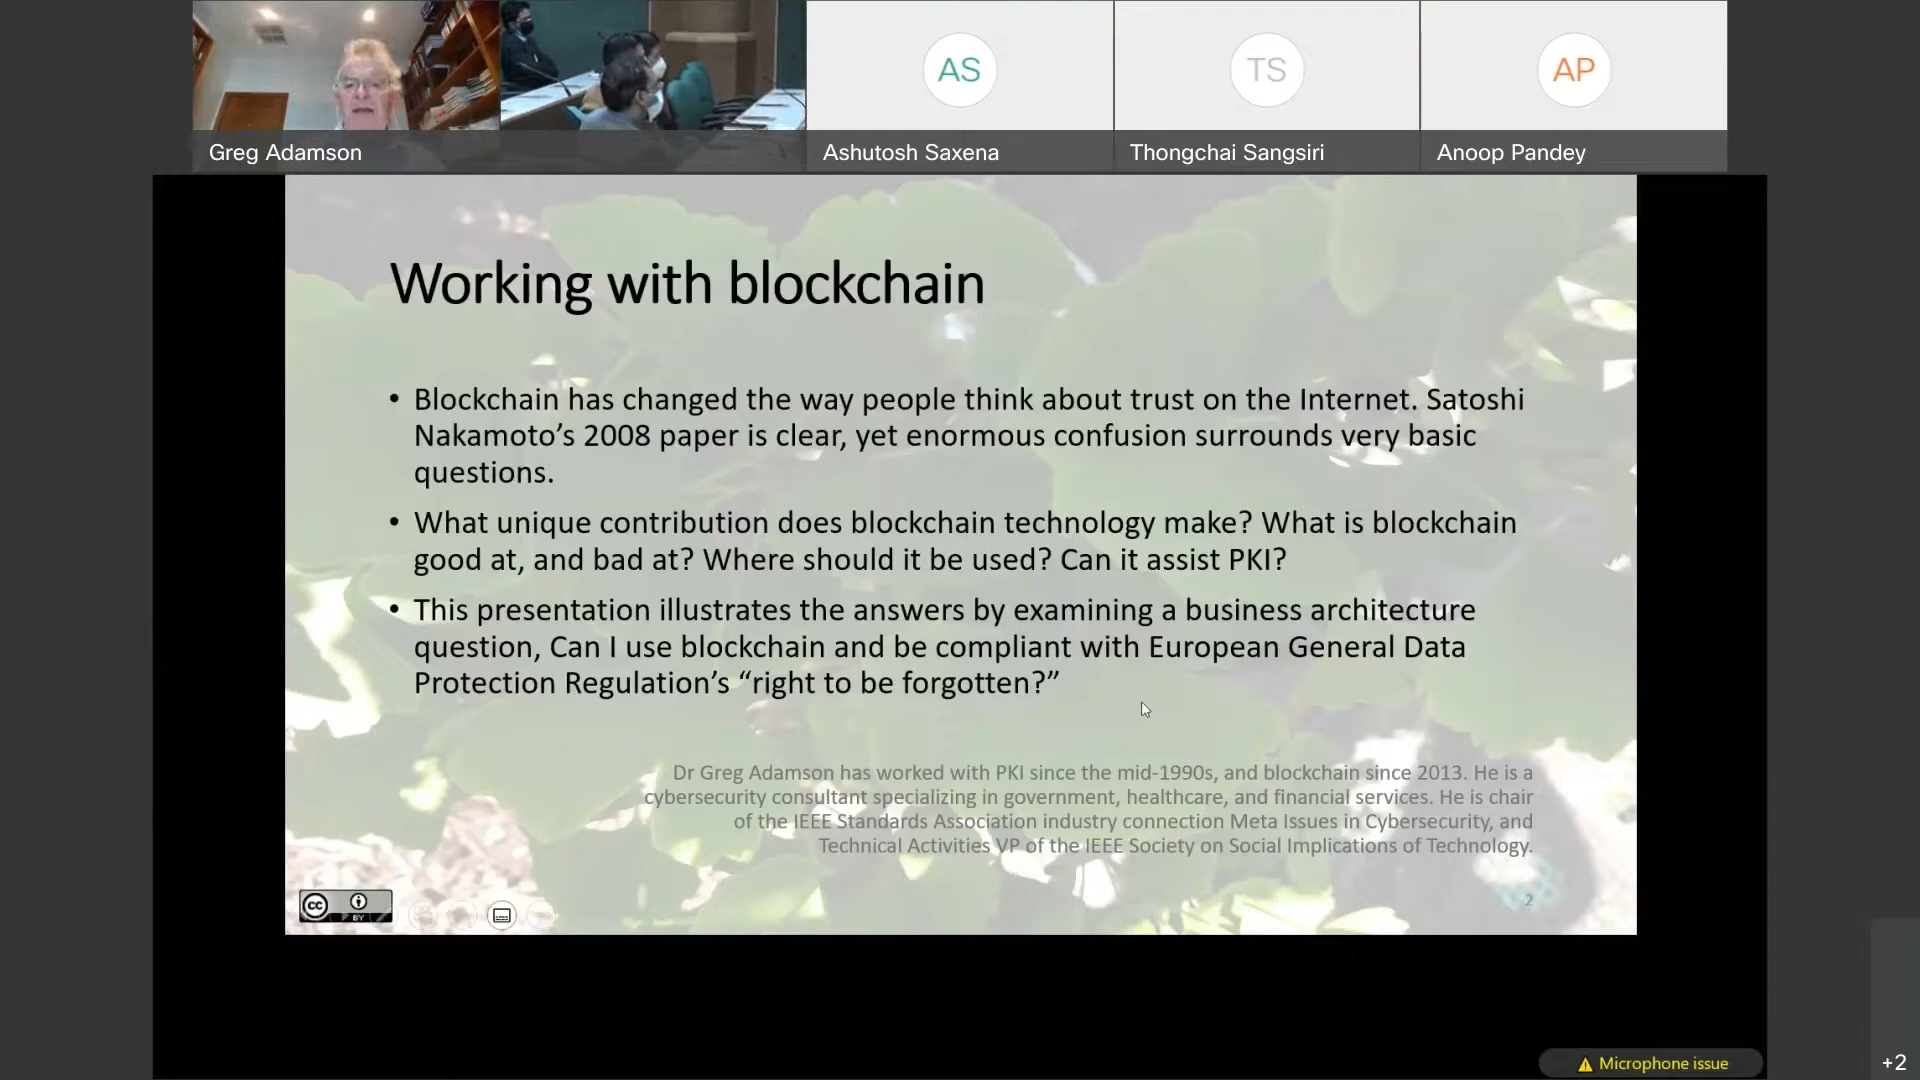 AS
TS
AP
Greg Adamson
Ashutosh Saxena
Thongchai Sangsiri
Anoop Pandey
Working with blockchain
• Blockchain has changed the way people think about trust on the Internet. Satoshi
Nakamoto’s 2008 paper is clear, yet enormous confusion surrounds very basic
questions.
• What unique contribution does blockchain technology make? What is blockchain
good at, and bad at? Where should it be used? Can it assist PKI?
• This presentation illustrates the answers by examining a business architecture
question, Can I use blockchain and be compliant with European General Data
Protection Regulation’s “right to be forgotten?”
Dr Greg Adamson has worked with PKI since the mid-1990s, and blockchain since 2013. He is a
cybersecurity consultant specializing in government, healthcare, and financial services. He is chair
of the IEEE Standards Association industry connection Meta Issues in Cybersecurity, and
Technical Activities VP of the IEEE Society on Social Implications of Technology.
cc
BY
2
Microphone issue
+2